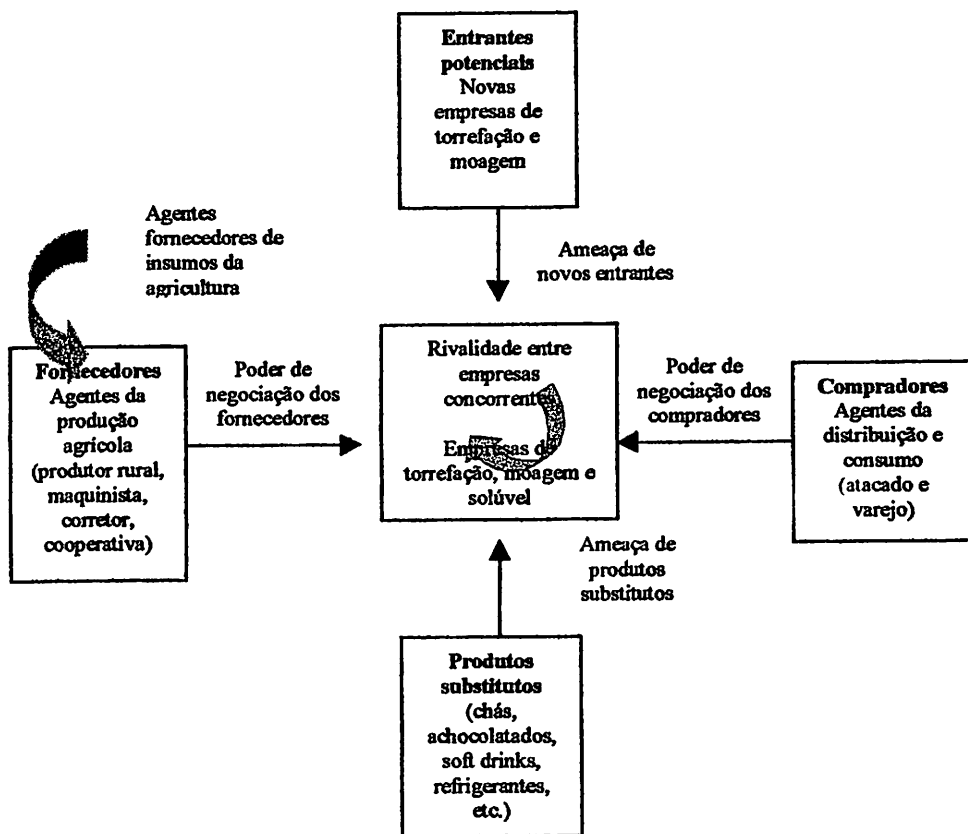 Entrantes
potenciais
Novas
empresas de
torrefação e
moagem
Agentes
fornecedores de
insumos da
agricultura
Ameaça de
novos entrantes
Fornecedores
Agentes da
produção
agrícola
(produtor rural,
maquinista,
corretor,
cooperativa)
Poder de
negociação dos
fornecedores
Rivalidade entre
empresas
concorrentes
Empresas de
torrefação, moagem e
solúvel
Poder de
negociação dos
compradores
Compradores
Agentes da
distribuição e
consumo
(atacado e
varejo)
Ameaça de
produtos
substitutos
Produtos
substitutos
(chás,
achocolatados,
soft drinks,
refrigerantes,
etc.)